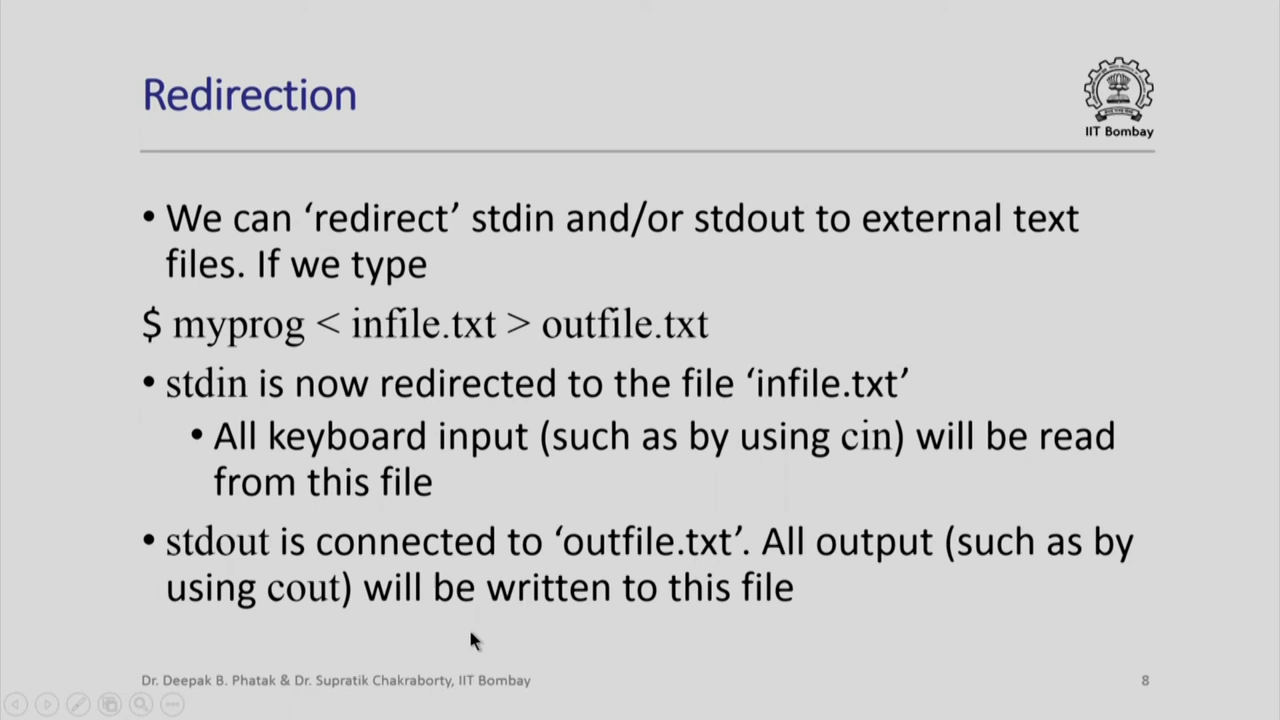 Redirection
IIT Bombay
• We can ‘redirect’ stdin and/or stdout to external text
files. If we type
$ myprog < infile.txt > outfile.txt
• stdin is now redirected to the file ‘infile.txt’
• All keyboard input (such as by using cin) will be read
from this file
• stdout is connected to ‘outfile.txt’. All output (such as by
using cout) will be written to this file
Dr. Deepak B. Phatak & Dr. Supratik Chakraborty, IIT Bombay
8